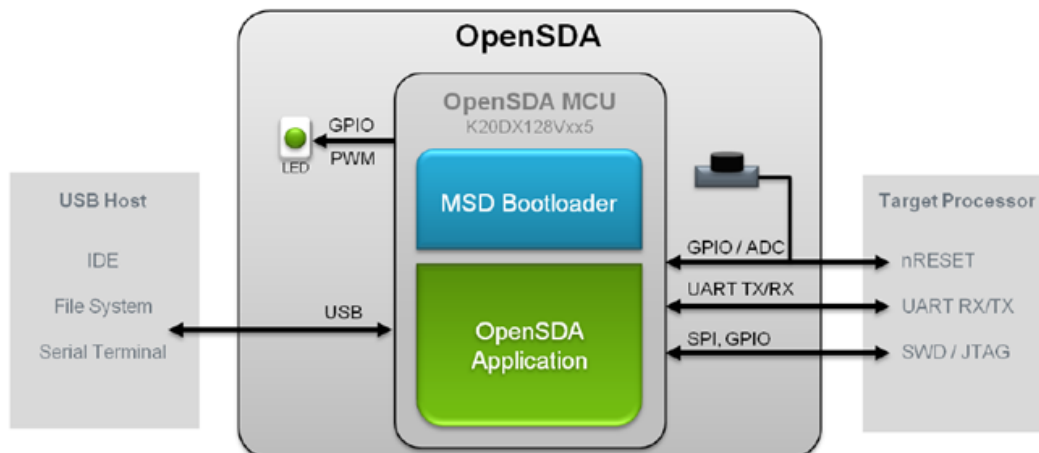 OpenSDA
OpenSDA MCU
K20DX128Vxx5
GPIO
PWM
LED
MSD Bootloader
OpenSDA
Application
USB Host
IDE
File System
Serial Terminal
USB
GPIO / ADC
UART TX/RX
SPI, GPIO
Target Processor
nRESET
UART RX/TX
SWD / JTAG